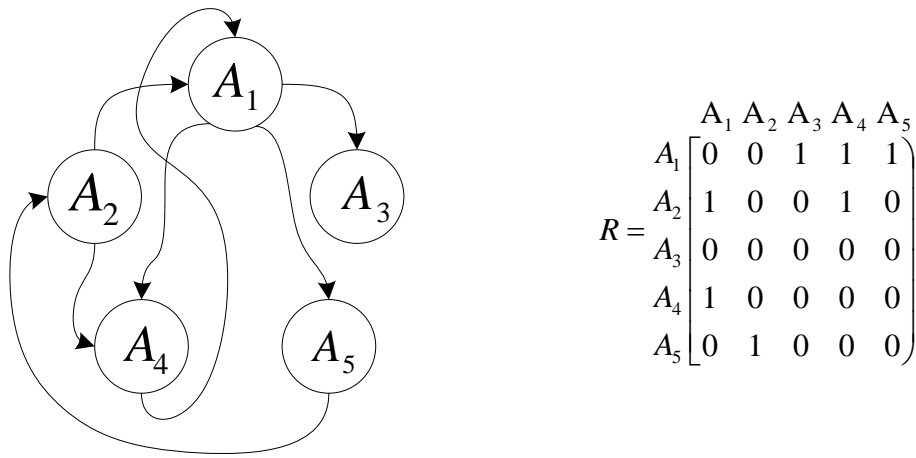 A₁
A₂
A₃
A₄
A₅
A₁ A₂ A₃ A₄ A₅
A₁ 0 0 1 1 1
R = A₂ 1 0 0 1 0
A₃ 0 0 0 0 0
A₄ 1 0 0 0 0
A₅ 0 1 0 0 0